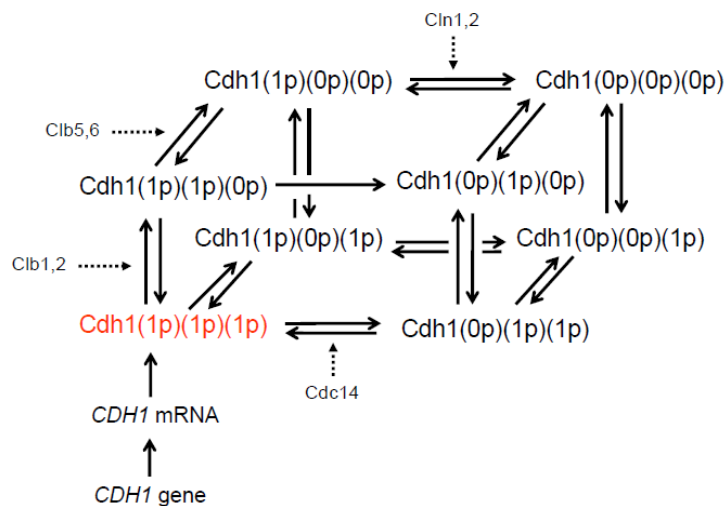 Cln1,2
Cdh1(1p)(0p)(0p)
Cdh1(0p)(0p)(0p)
Clb5,6
Cdh1(1p)(1p)(0p)
Cdh1(0p)(1p)(0p)
Cdh1(1p)(0p)(1p)
Cdh1(0p)(0p)(1p)
Clb1,2
Cdh1(1p)(1p)(1p)
Cdh1(0p)(1p)(1p)
Cdc14
CDH1 mRNA
CDH1 gene